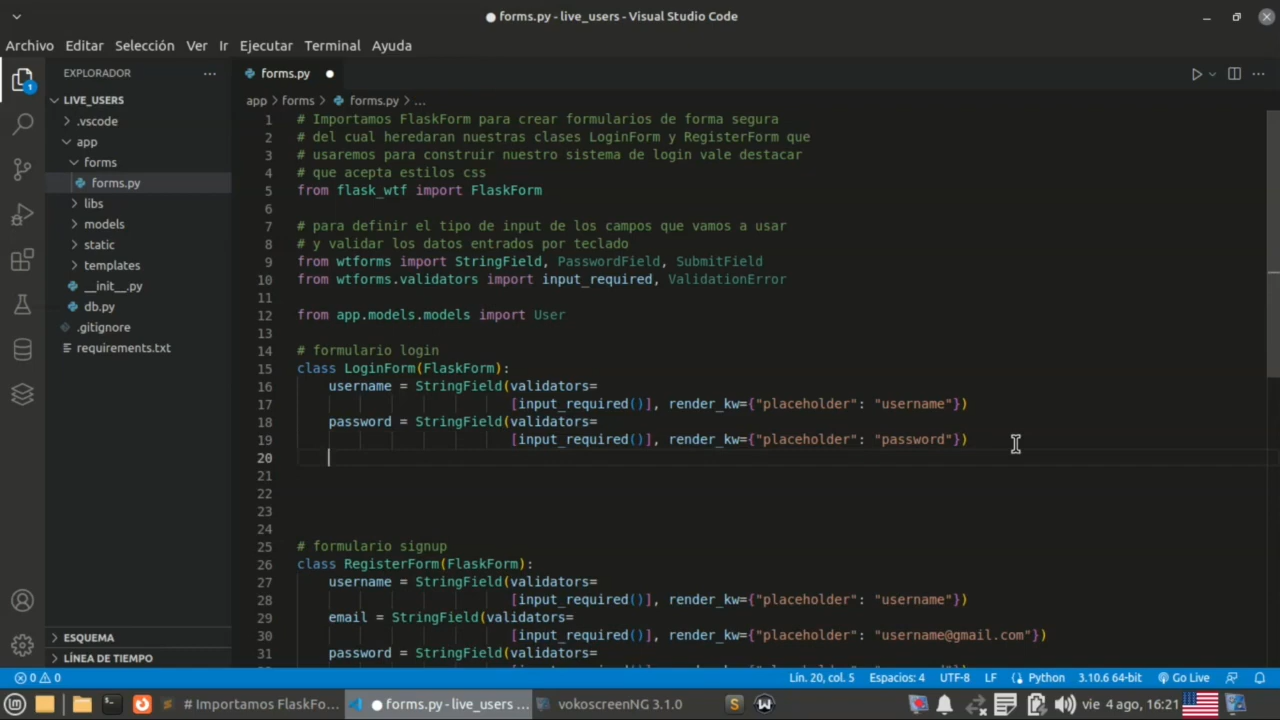 forms.py - live_users - Visual Studio Code
Archivo Editar Selección Ver Ir Ejecutar Terminal Ayuda
EXPLORADOR
forms.py
LIVE_USERS
app forms forms.py ...
.vscode
app
forms
forms.py
libs
models
static
templates
__init__.py
db.py
.gitignore
requirements.txt
ESQUEMA
LÍNEA DE TIEMPO
1
1 # Importamos FlaskForm para crear formularios de forma segura
2 # del cual heredaran nuestras clases LoginForm y RegisterForm que
3 # usaremos para construir nuestro sistema de login vale destacar
4 # que acepta estilos css
5 from flask_wtf import FlaskForm
6
7 # para definir el tipo de input de los campos que vamos a usar
8 # y validar los datos entrados por teclado
9 from wtforms import StringField, PasswordField, SubmitField
10 from wtforms.validators import input_required, ValidationError
11
12 from app.models.models import User
13
14 # formulario login
15 class LoginForm(FlaskForm):
16 username = StringField(validators=
17 [input_required()], render_kw={"placeholder": "username"})
18 password = StringField(validators=
19 [input_required()], render_kw={"placeholder": "password"})
20
21
22
23
24
25 # formulario signup
26 class RegisterForm(FlaskForm):
27 username = StringField(validators=
28 [input_required()], render_kw={"placeholder": "username"})
29 email = StringField(validators=
30 [input_required()], render_kw={"placeholder": "username@gmail.com"})
31 password = StringField(validators=
0 0 Lín. 20, col. 5 Espacios: 4 UTF-8 LF Python 3.10.6 64-bit Go Live
# Importamos FlaskFo... forms.py - live_users ... vokoscreenNG 3.1.0 vie 4 ago, 16:21